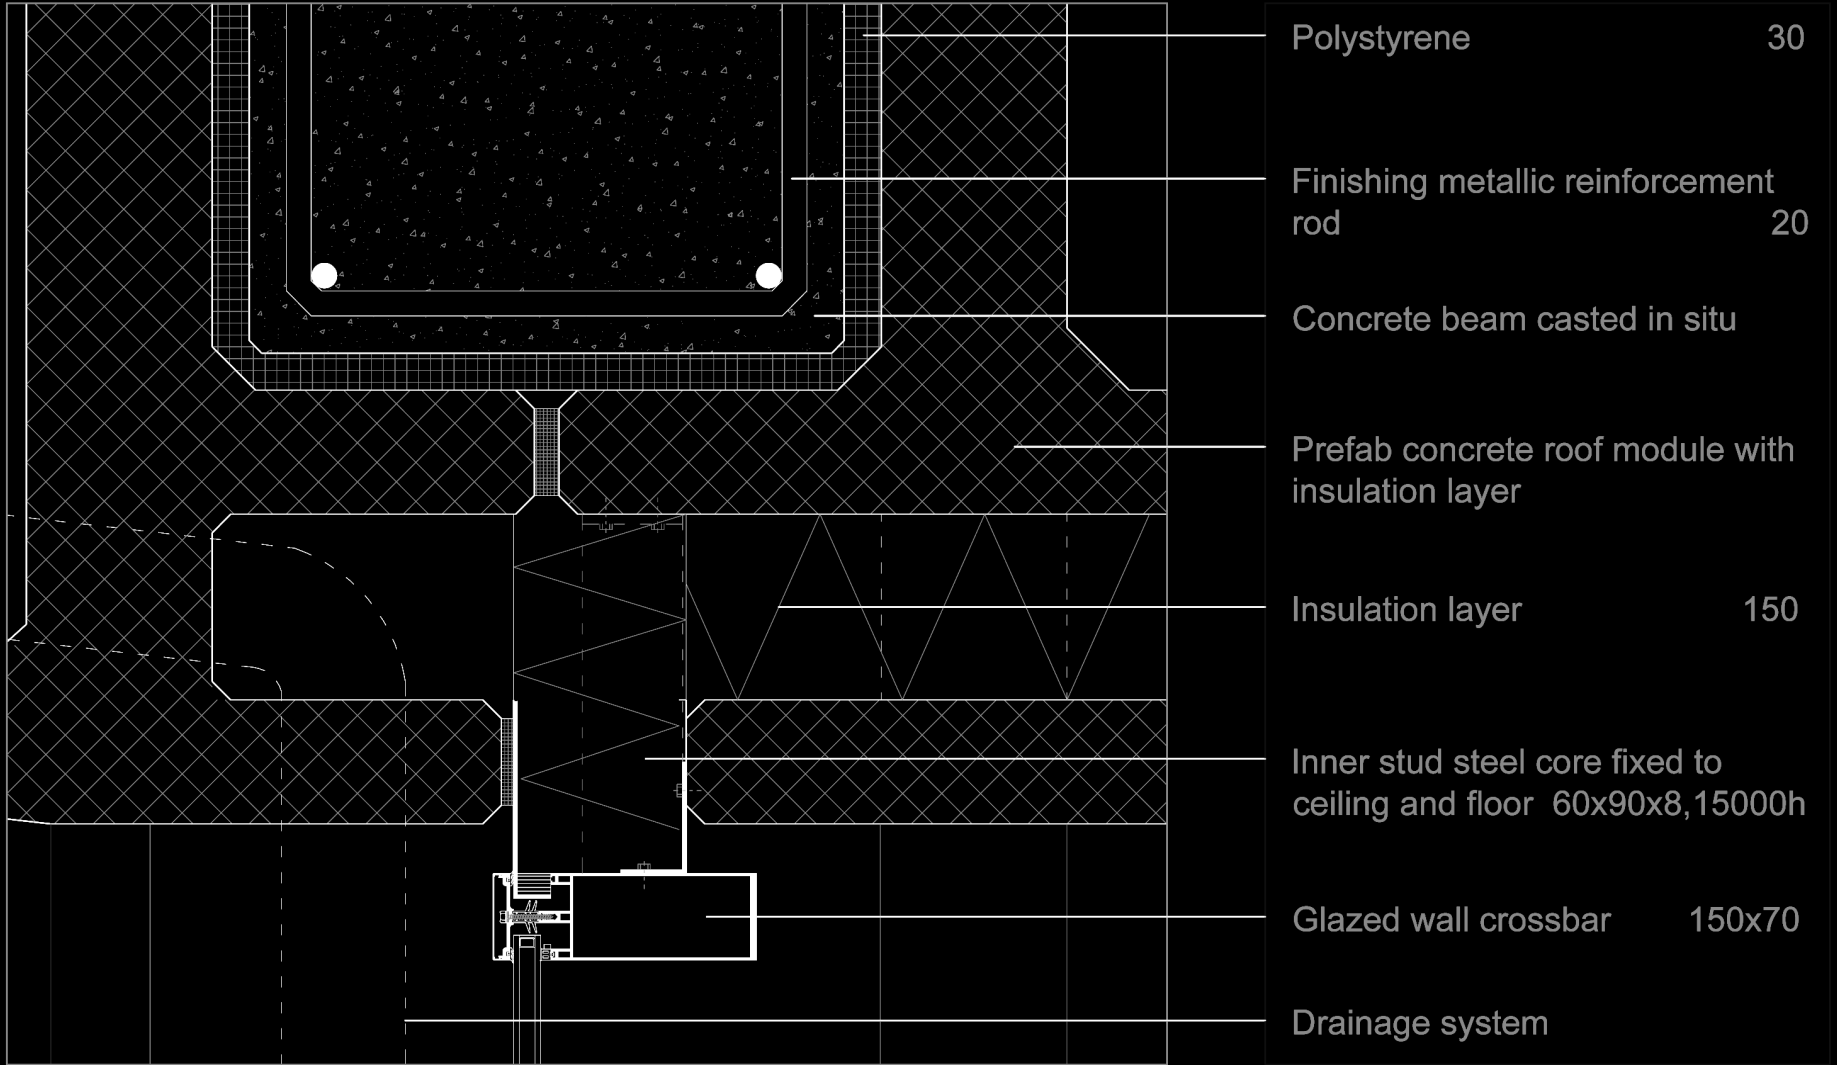 Polystyrene 30
Finishing metallic reinforcement
rod 20
Concrete beam casted in situ
Prefab concrete roof module with
insulation layer
Insulation layer 150
Inner stud steel core fixed to
ceiling and floor 60x90x8,15000h
Glazed wall crossbar 150x70
Drainage system